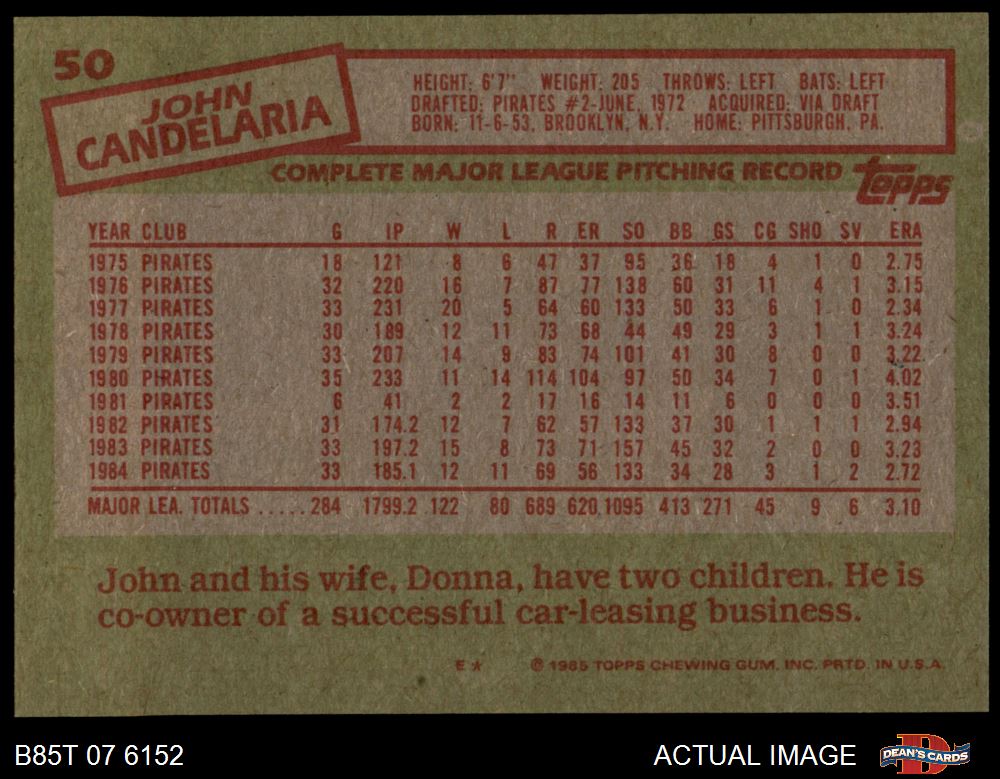 50
JOHN
CANDELARIA
HEIGHT: 6'7" WEIGHT: 205 THROWS: LEFT BATS: LEFT
DRAFTED: PIRATES #2-JUNE, 1972 ACQUIRED: VIA DRAFT
BORN: 11-6-53, BROOKLYN, N.Y. HOME: PITTSBURGH, PA.
COMPLETE MAJOR LEAGUE PITCHING RECORD topps
YEAR CLUB G IP W L R ER SO BB GS CG SHO SV ERA
1975 PIRATES 18 121 8 6 47 37 95 36 18 4 1 0 2.75
1976 PIRATES 32 220 16 7 87 77 138 60 31 11 4 1 3.15
1977 PIRATES 33 231 20 5 64 60 133 50 33 6 1 0 2.34
1978 PIRATES 30 189 12 11 73 68 44 49 29 3 1 1 3.24
1979 PIRATES 33 207 14 9 83 74 101 41 30 8 0 0 3.22
1980 PIRATES 35 233 11 14 114 104 97 50 34 7 0 1 4.02
1981 PIRATES 6 41 2 2 17 16 14 11 6 0 0 0 3.51
1982 PIRATES 31 174.2 12 7 62 57 133 37 30 1 1 1 2.94
1983 PIRATES 33 197.2 15 8 73 71 157 45 32 2 0 0 3.23
1984 PIRATES 33 185.1 12 11 69 56 133 34 28 3 1 2 2.72
MAJOR LEA. TOTALS .....284 1799.2 122 80 689 620 1095 413 271 45 9 6 3.10
John and his wife, Donna, have two children. He is
co-owner of a successful car-leasing business.
E* © 1985 TOPPS CHEWING GUM, INC. PRTD. IN U.S.A.
B85T 07 6152 ACTUAL IMAGE DEAN'S CARDS